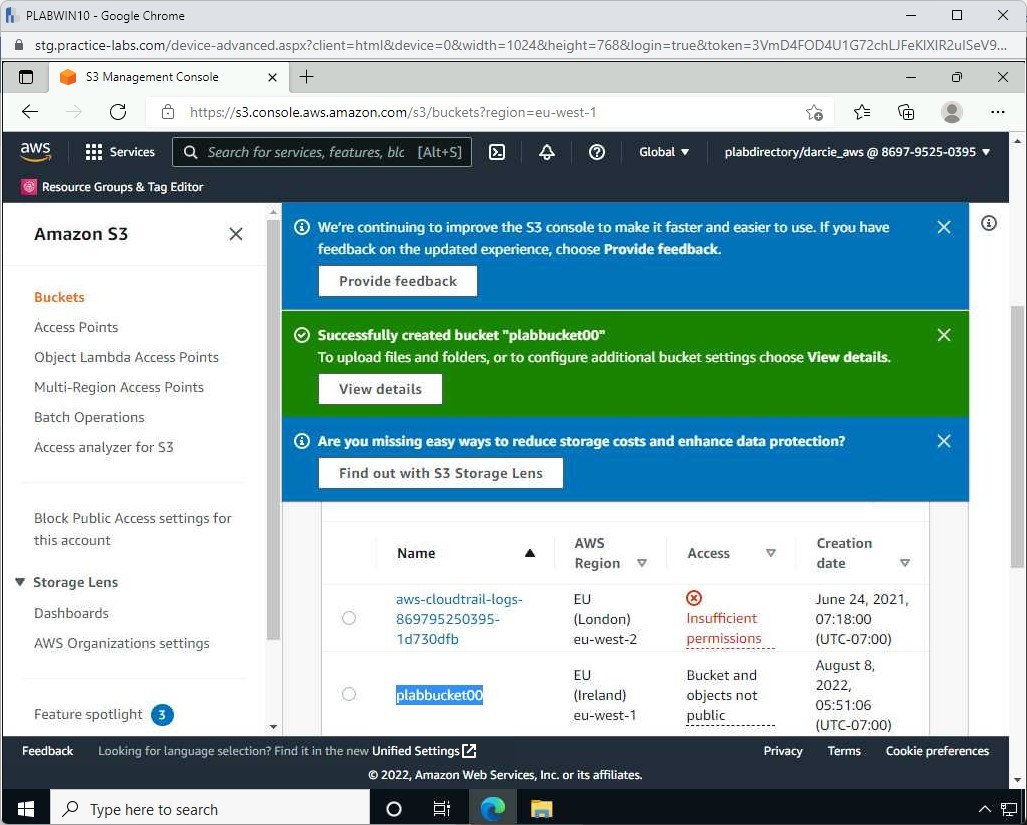 PLABWIN10 - Google Chrome
stg.practice-labs.com/device-advanced.aspx?client=html&device=0&width=1024&height=768&login=true&token=3VmD4FOD4U1G72chLJFeKlXIR2uISeV9...
S3 Management Console
https://s3.console.aws.amazon.com/s3/buckets?region=eu-west-1
aws
Services
Search for services, features, blc [Alt+S]
Global
plabdirectory/darcie_aws @ 8697-9525-0395
Resource Groups & Tag Editor
Amazon S3
Buckets
Access Points
Object Lambda Access Points
Multi-Region Access Points
Batch Operations
Access analyzer for S3
Block Public Access settings for
this account
Storage Lens
Dashboards
AWS Organizations settings
Feature spotlight 3
We're continuing to improve the S3 console to make it faster and easier to use. If you have
feedback on the updated experience, choose Provide feedback.
Provide feedback
Successfully created bucket "plabbucket00"
To upload files and folders, or to configure additional bucket settings choose View details.
View details
Are you missing easy ways to reduce storage costs and enhance data protection?
Find out with S3 Storage Lens
Name
AWS
Region
Access
Creation
date
aws-cloudtrail-logs-
869795250395-
1d730dfb
EU
(London)
eu-west-2
Insufficient
permissions
June 24, 2021,
07:18:00
(UTC-07:00)
plabbucket00
EU
(Ireland)
eu-west-1
Bucket and
objects not
public
August 8,
2022,
05:51:06
(UTC-07:00)
Feedback
Looking for language selection? Find it in the new Unified Settings
Privacy
Terms
Cookie preferences
© 2022, Amazon Web Services, Inc. or its affiliates.
Type here to search